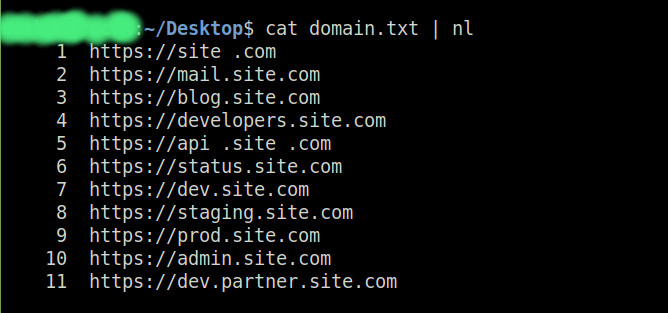 :~/Desktop$ cat domain.txt | nl
1 https://site .com
2 https://mail.site.com
3 https://blog.site.com
4 https://developers.site.com
5 https://api .site .com
6 https://status.site.com
7 https://dev.site.com
8 https://staging.site.com
9 https://prod.site.com
10 https://admin.site.com
11 https://dev.partner.site.com